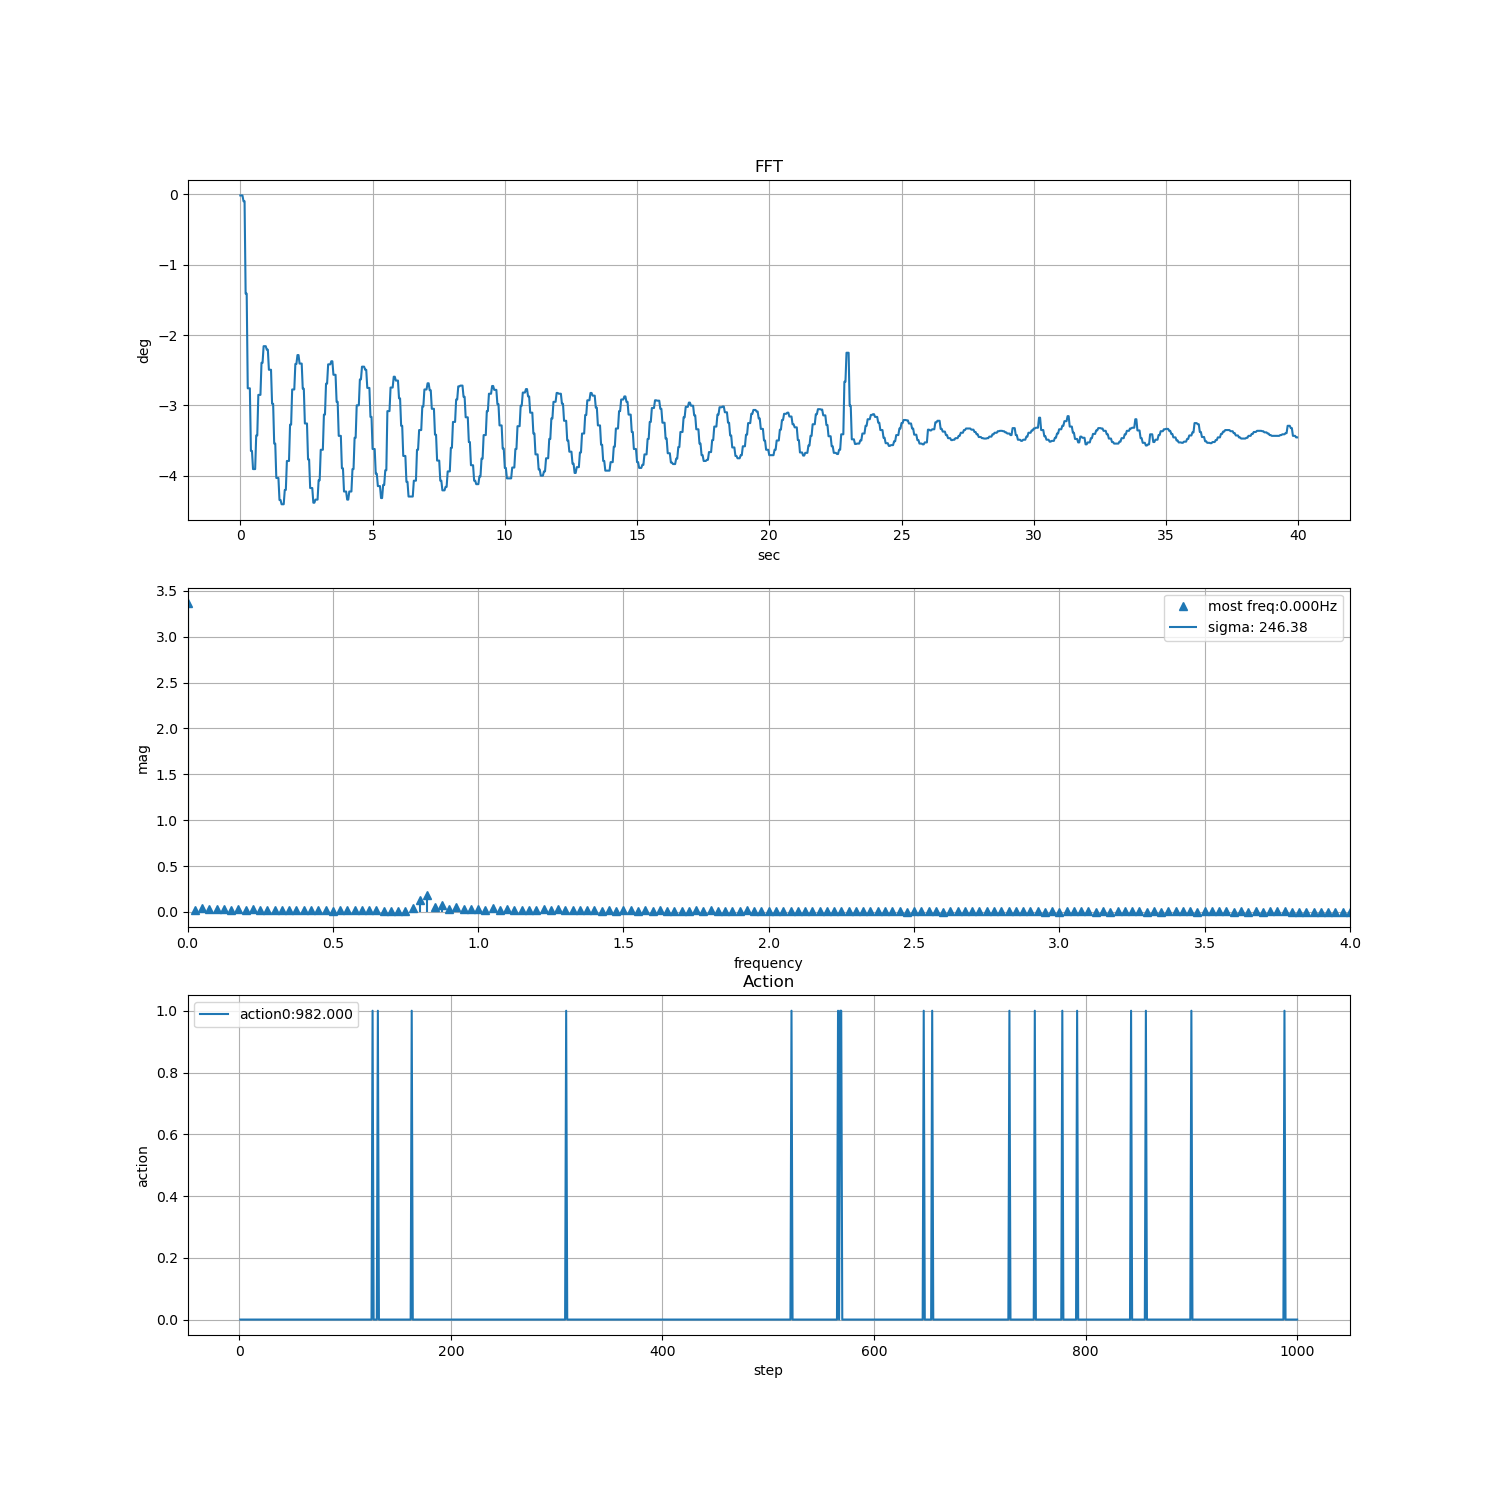 FFT
0
−1
−2
−3
−4
deg
0 5 10 15 20 25 30 35 40
sec
3.5
3.0
2.5
2.0
1.5
1.0
0.5
0.0
mag
most freq:0.000Hz
sigma: 246.38
0.0 0.5 1.0 1.5 2.0 2.5 3.0 3.5 4.0
frequency
Action
1.0
0.8
0.6
0.4
0.2
0.0
action
action0:982.000
0 200 400 600 800 1000
step